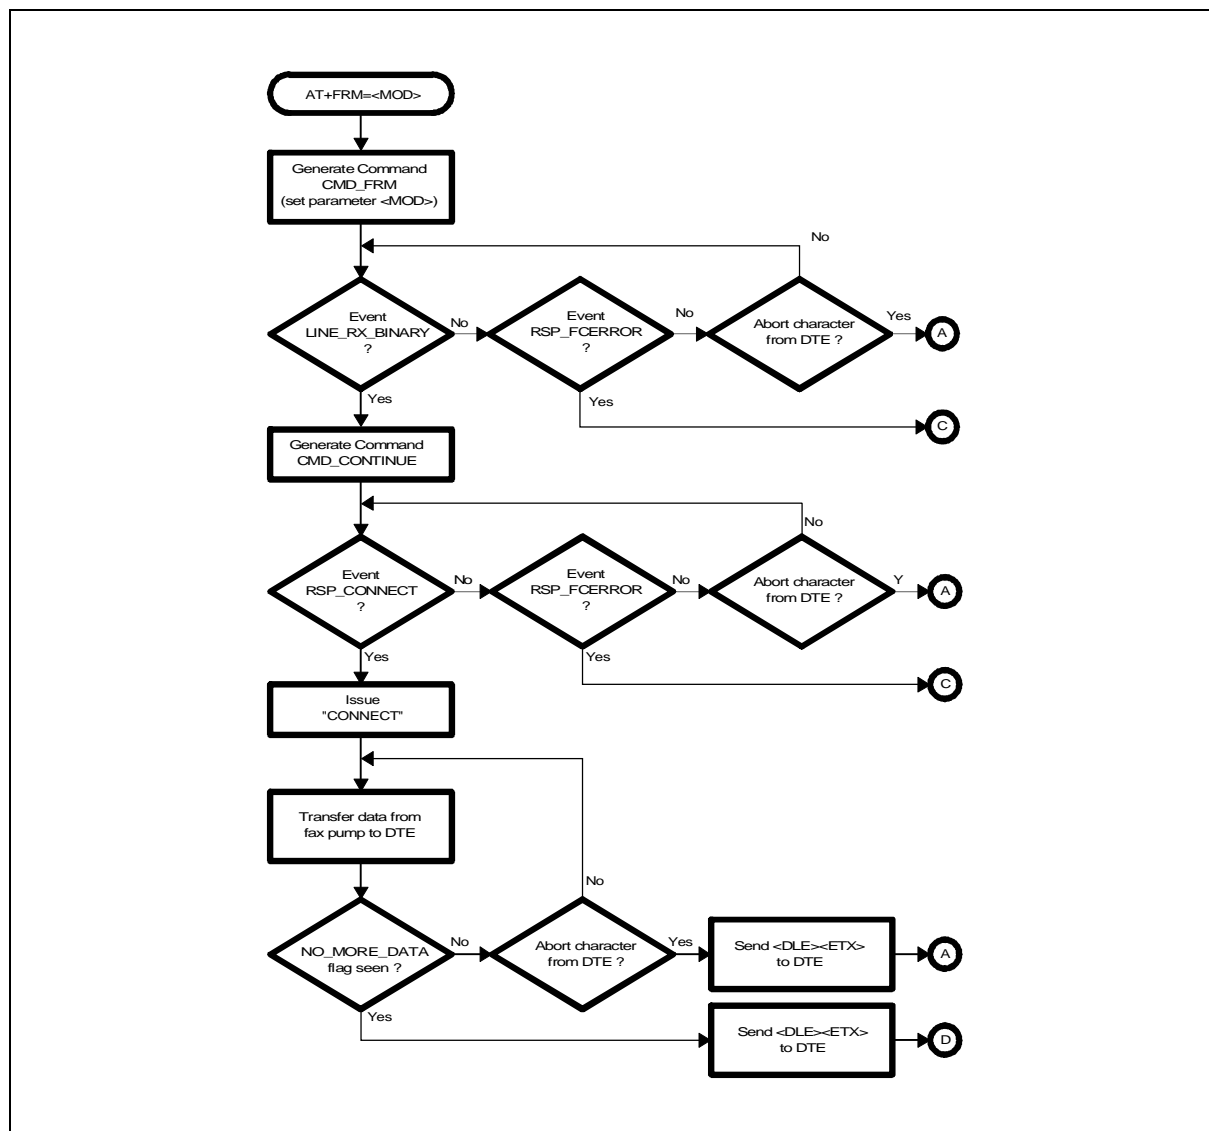 AT+FRM=<MOD>
Generate Command
CMD_FRM
(set parameter <MOD>)
No
Event
LINE_RX_BINARY
?
No
Event
RSP_FCERROR
?
No
Abort character
from DTE ?
Yes
A
Yes
Yes
C
Generate Command
CMD_CONTINUE
No
Event
RSP_CONNECT
?
No
Event
RSP_FCERROR
?
No
Abort character
from DTE ?
Y
A
Yes
Yes
C
Issue
"CONNECT"
Transfer data from
fax pump to DTE
No
NO_MORE_DATA
flag seen ?
No
Abort character
from DTE ?
Yes
Send <DLE><ETX>
to DTE
A
Yes
Send <DLE><ETX>
to DTE
D